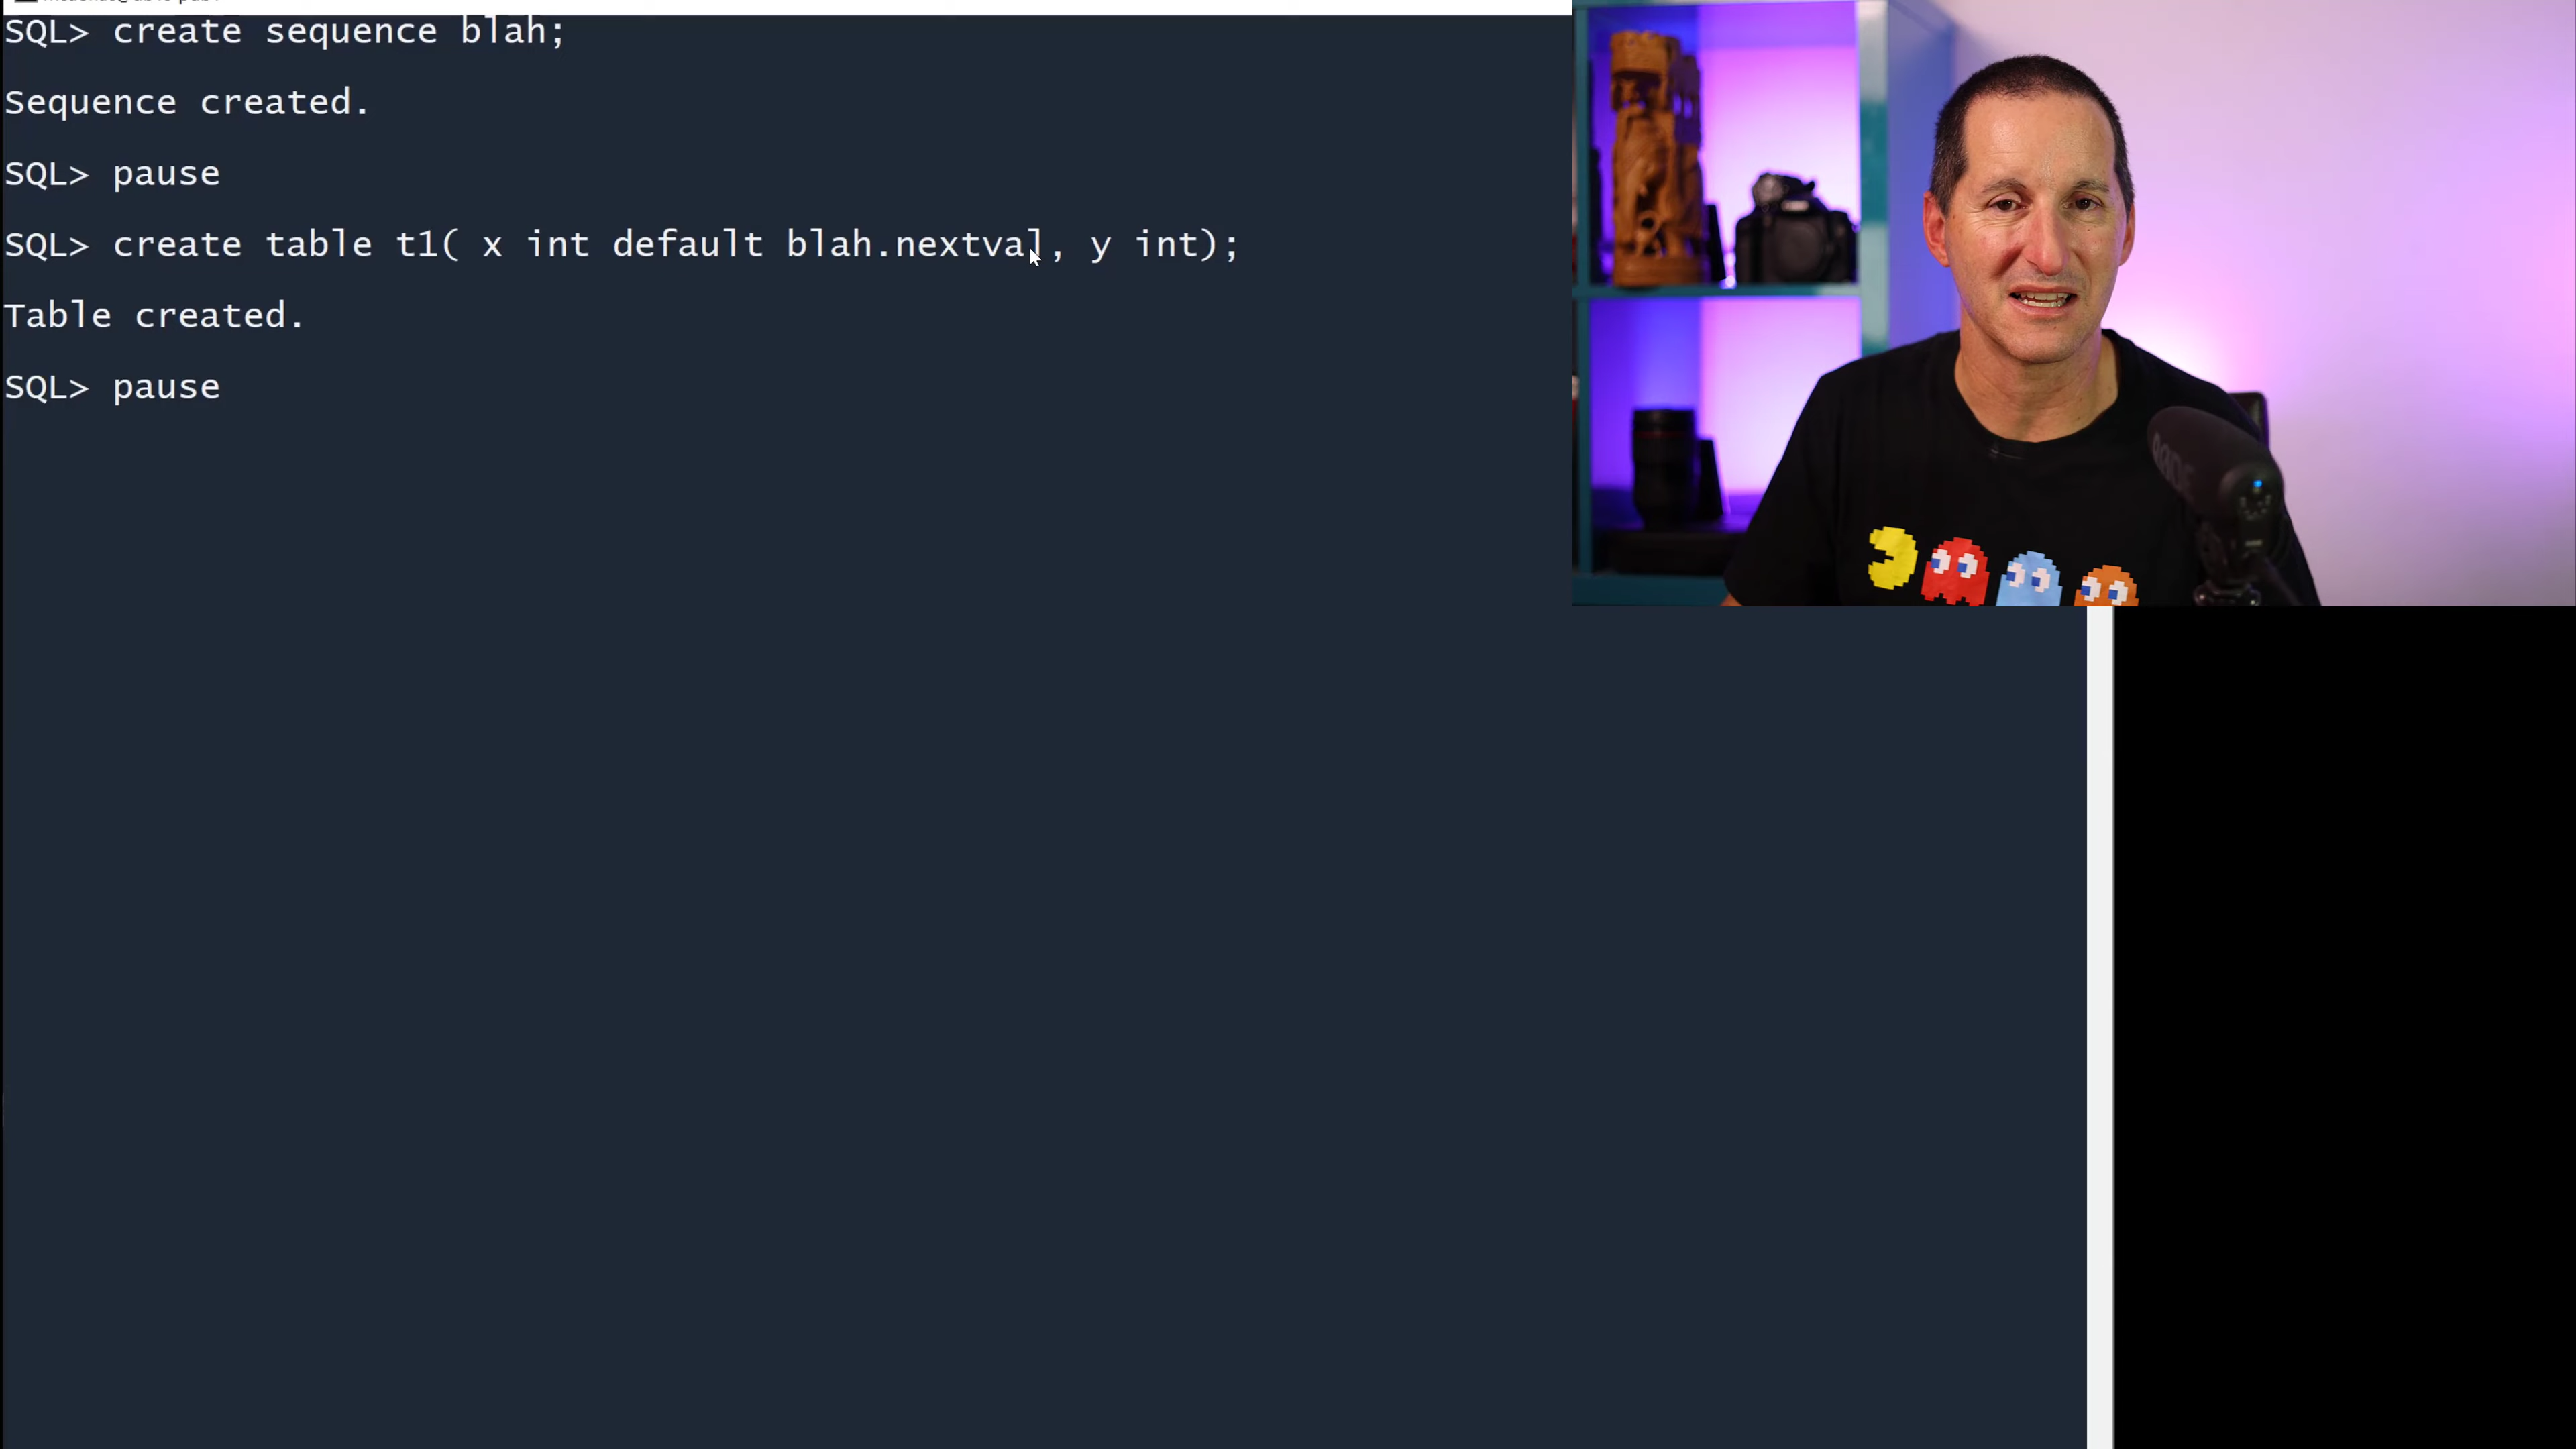 SQL> create sequence blah;
Sequence created.
SQL> pause
SQL> create table t1( x int default blah.nextval, y int);
Table created.
SQL> pause
RODE